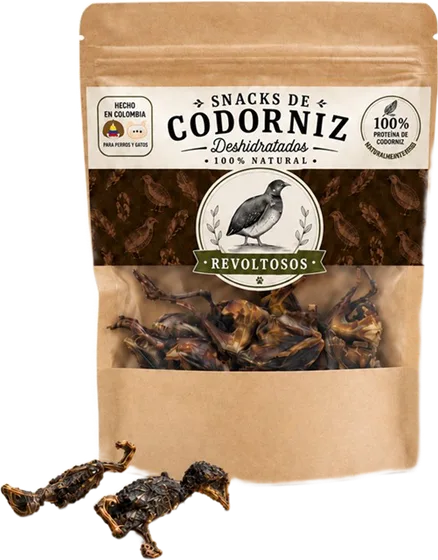 SNACKS DE
CODORNIZ
Deshidratados
100% NATURAL
HECHO
EN COLOMBIA
PARA PERROS Y GATOS
100%
PROTEÍNA DE
CODORNIZ
REVOLTOSOS